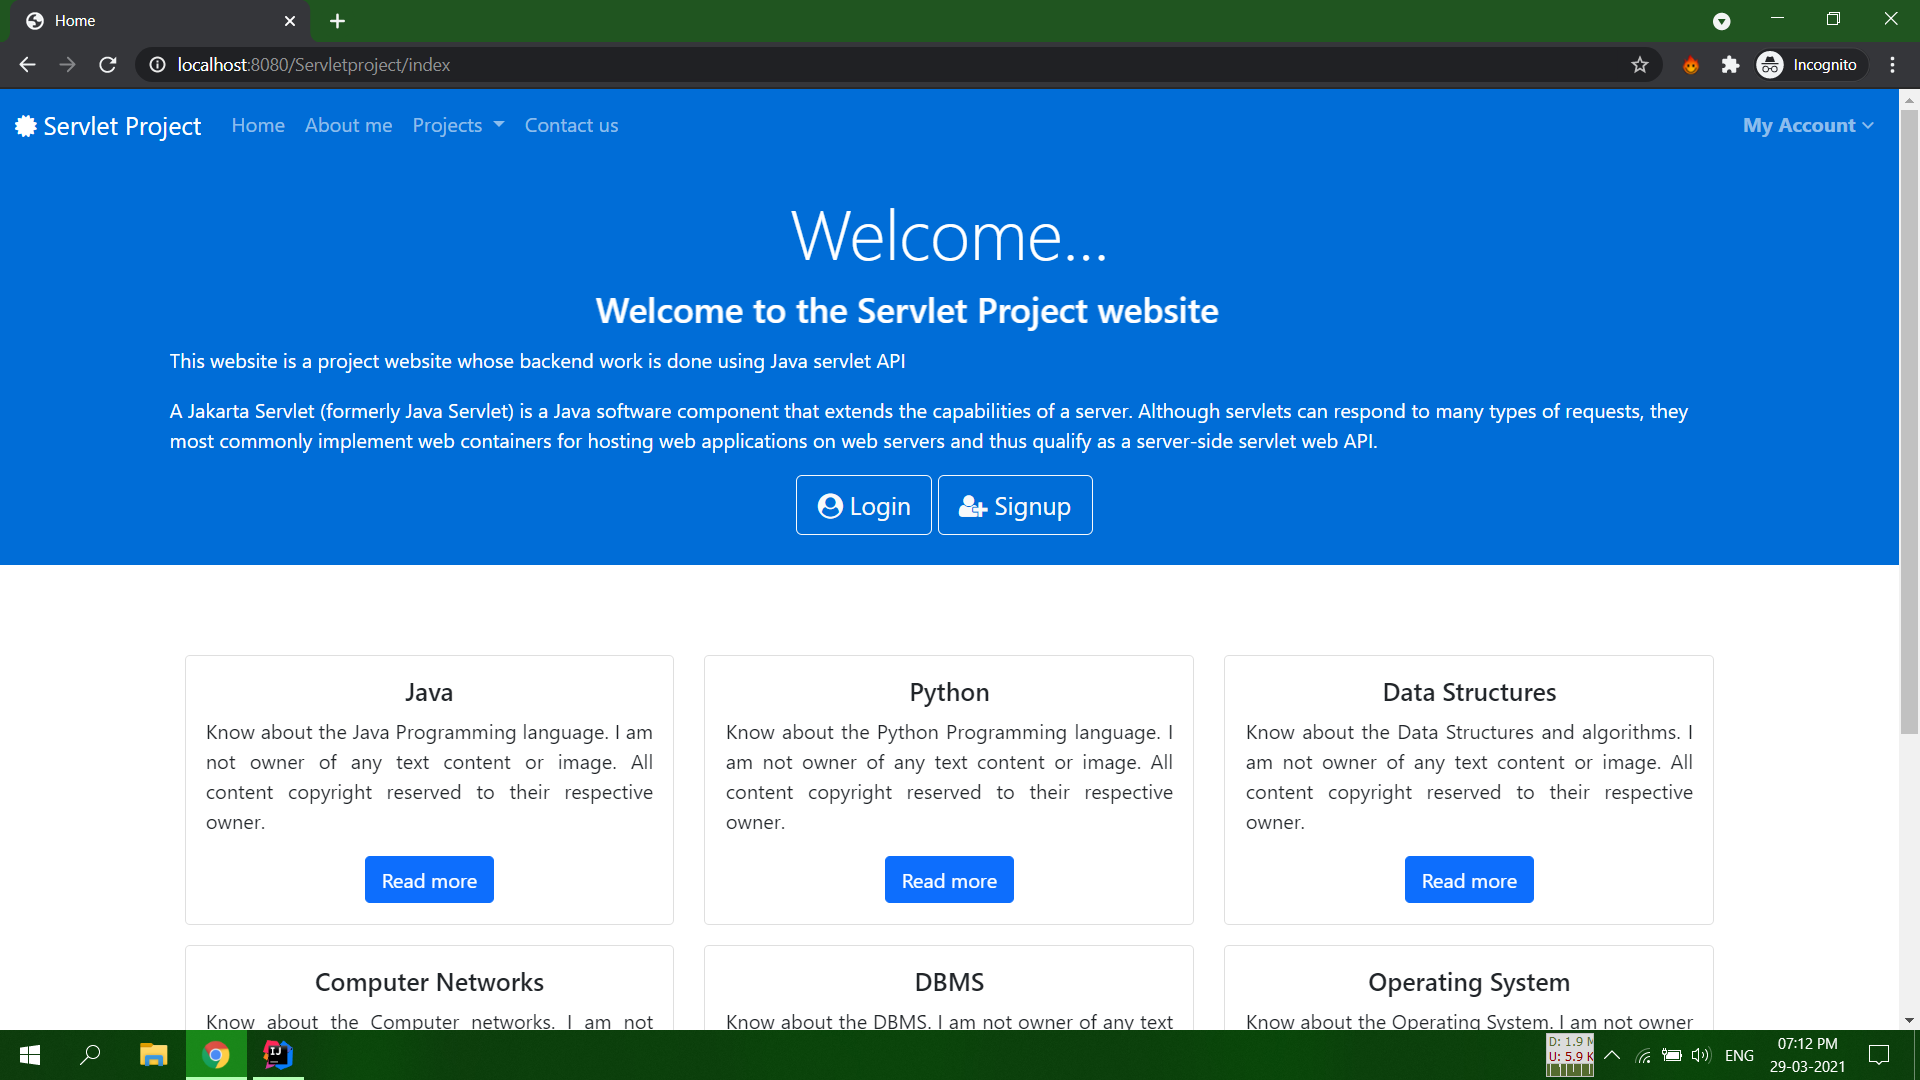 Home
localhost:8080/Servletproject/index
Incognito
Servlet Project Home About me Projects Contact us My Account
Welcome...
Welcome to the Servlet Project website
This website is a project website whose backend work is done using Java servlet API
A Jakarta Servlet (formerly Java Servlet) is a Java software component that extends the capabilities of a server. Although servlets can respond to many types of requests, they
most commonly implement web containers for hosting web applications on web servers and thus qualify as a server-side servlet web API.
Login Signup
Java
Know about the Java Programming language. I am
not owner of any text content or image. All
content copyright reserved to their respective
owner.
Read more
Python
Know about the Python Programming language. I
am not owner of any text content or image. All
content copyright reserved to their respective
owner.
Read more
Data Structures
Know about the Data Structures and algorithms. I
am not owner of any text content or image. All
content copyright reserved to their respective
owner.
Read more
Computer Networks
Know about the Computer networks. I am not
DBMS
Know about the DBMS. I am not owner of any text
Operating System
Know about the Operating System. I am not owner
IJ
D: 1.9 M
U: 5.9 K
ENG
07:12 PM
29-03-2021